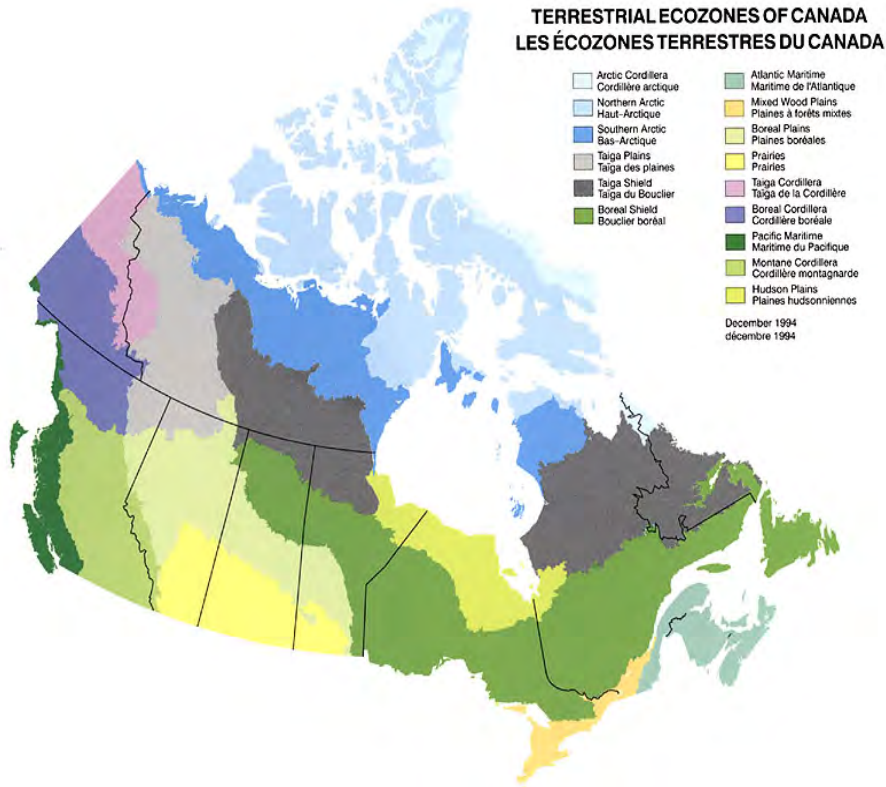 TERRESTRIAL ECOZONES OF CANADA
LES ÉCOZONES TERRESTRES DU CANADA
Arctic Cordillera
Cordillère arctique
Northern Arctic
Haut-Arctique
Southern Arctic
Bas-Arctique
Taiga Plains
Taïga des plaines
Taiga Shield
Taïga du Bouclier
Boreal Shield
Bouclier boréal
Atlantic Maritime
Maritime de l'Atlantique
Mixed Wood Plains
Plaines à forêts mixtes
Boreal Plains
Plaines boréales
Prairies
Prairies
Taiga Cordillera
Taïga de la Cordillère
Boreal Cordillera
Cordillère boréale
Pacific Maritime
Maritime du Pacifique
Montane Cordillera
Cordillère montagnarde
Hudson Plains
Plaines hudsonniennes
December 1994
décembre 1994